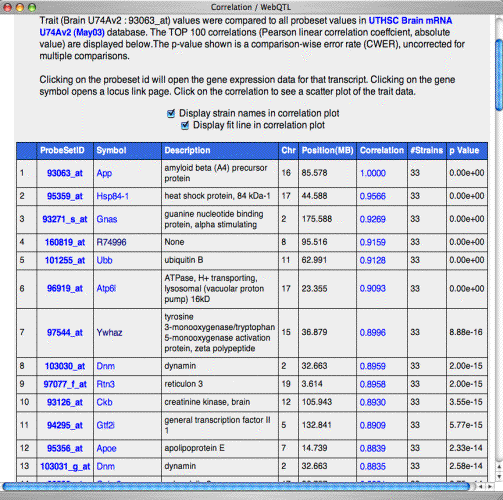 Correlation / WebQTL
Trait (Brain U74Av2 : 93063_at) values were compared to all probeset values in UTHSC Brain mRNA
U74Av2 (May03) database. The TOP 100 correlations (Pearson linear correlation coeffcient, absolute
value) are displayed below.The p-value shown is a comparison-wise error rate (CWER), uncorrected for
multiple comparisons.
Clicking on the probeset id will open the gene expression data for that transcript. Clicking on the gene
symbol opens a locus link page. Click on the correlation to see a scatter plot of the trait data.
Display strain names in correlation plot
Display fit line in correlation plot
ProbeSetID Symbol Description Chr Position(MB) Correlation #Strains p Value
1 93063_at App amyloid beta (A4) precursor protein 16 85.578 1.0000 33 0.00e+00
2 95359_at Hsp84-1 heat shock protein, 84 kDa-1 17 44.588 0.9566 33 0.00e+00
3 93271_s_at Gnas guanine nucleotide binding protein, alpha stimulating 2 175.588 0.9269 33 0.00e+00
4 160819_at R74996 None 8 95.516 0.9159 33 0.00e+00
5 101255_at Ubb ubiquitin B 11 62.991 0.9128 33 0.00e+00
6 96919_at Atp6l ATPase, H+ transporting, lysosomal (vacuolar proton pump) 16kD 17 23.355 0.9093 33 0.00e+00
7 97544_at Ywhaz tyrosine 3-monooxygenase/tryptophan 5-monooxygenase activation protein, zeta polypeptide 15 36.879 0.8996 33 8.88e-16
8 103030_at Dnm dynamin 2 32.663 0.8959 33 2.00e-15
9 97077_f_at Rtn3 reticulon 3 19 3.614 0.8958 33 2.00e-15
10 93126_at Ckb creatinine kinase, brain 12 105.943 0.8930 33 3.55e-15
11 94295_at Gtf2i general transcription factor II 1 5 132.841 0.8909 33 5.77e-15
12 95356_at Apoe apolipoprotein E 7 14.739 0.8839 33 2.33e-14
13 103031_g_at Dnm dynamin 2 32.663 0.8835 33 2.58e-14